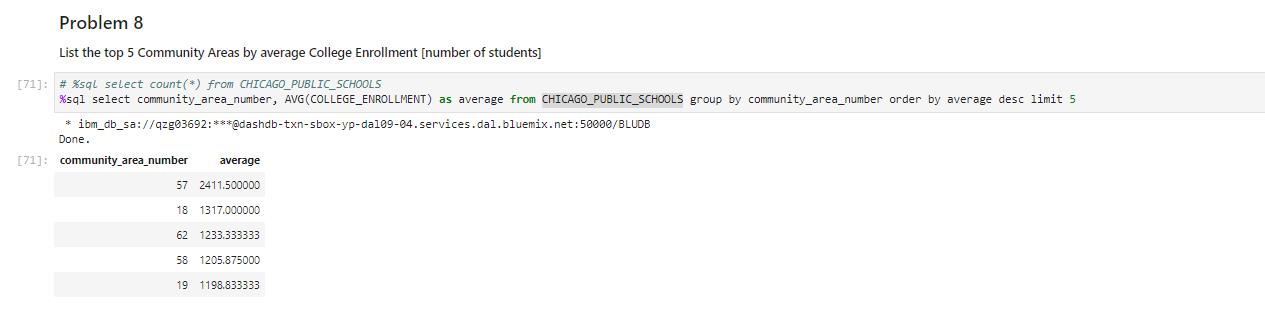 Problem 8
List the top 5 Community Areas by average College Enrollment [number of students]
[71]: # %sql select count(*) from CHICAGO_PUBLIC_SCHOOLS
%sql select community_area_number, AVG(COLLEGE_ENROLLMENT) as average from CHICAGO_PUBLIC_SCHOOLS group by community_area_number order by average desc limit 5
* ibm_db_sa://qzg03692:***@dashdb-txn-sbox-yp-dal09-04.services.dal.bluemix.net:50000/BLUDB
Done.
[71]: community_area_number average
57 2411.500000
18 1317.000000
62 1233.333333
58 1205.875000
19 1198.833333